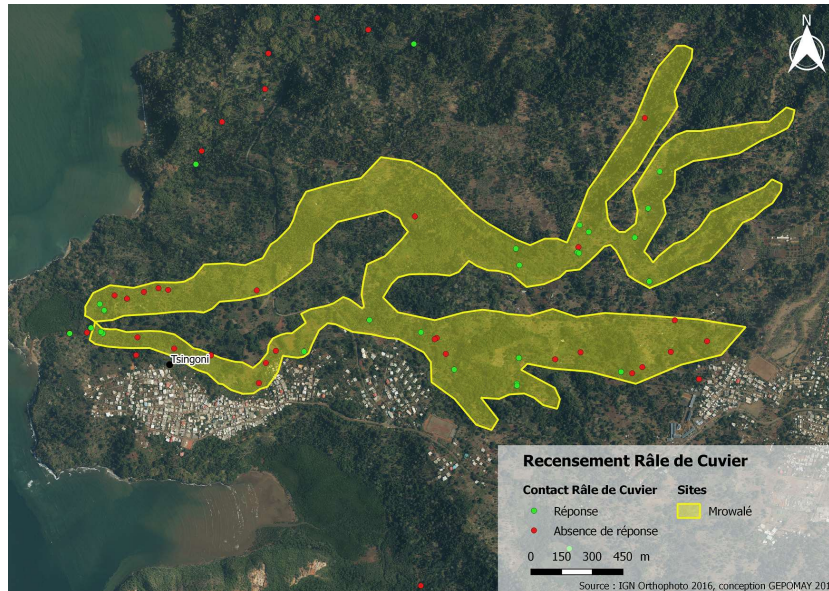 N
Tsingoni
Recensement Râle de Cuvier
Contact Râle de Cuvier Sites
Réponse Mrowalé
Absence de réponse
0 150 300 450 m
Source : IGN Orthophoto 2016, conception GEPOMAY 201